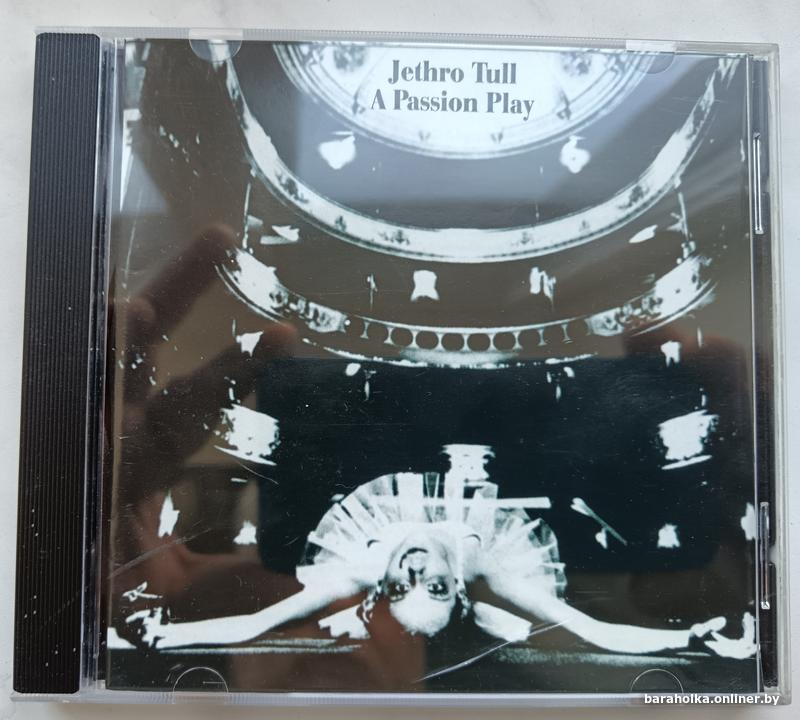 Jethro Tull
A Passion Play
baraholka.onliner.by